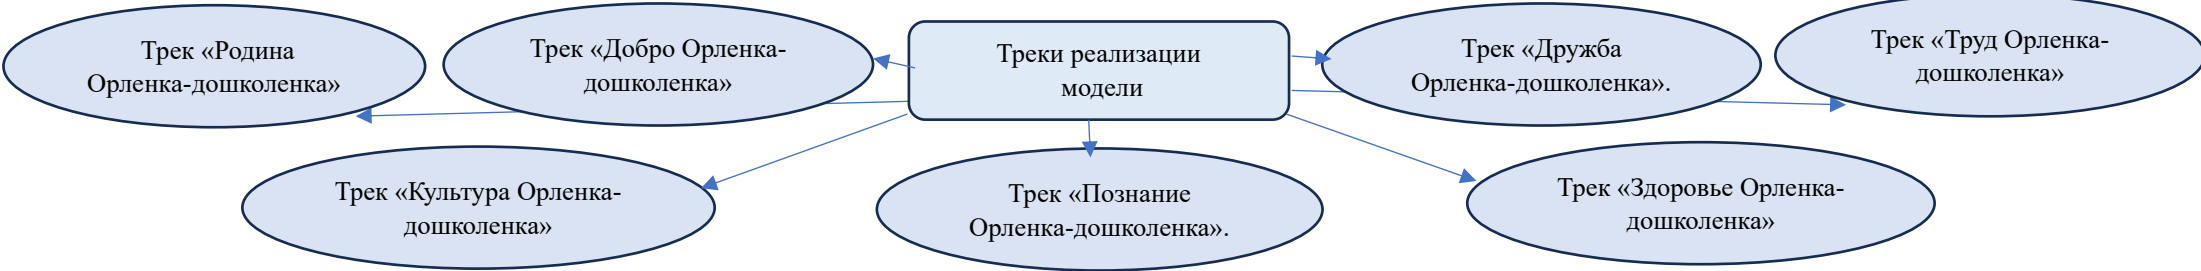 Трек «Родина
Орленка-дошколенка»
Трек «Добро Орленка-
дошколенка»
Треки реализации
модели
Трек «Дружба
Орленка-дошколенка».
Трек «Труд Орленка-
дошколенка»
Трек «Культура Орленка-
дошколенка»
Трек «Познание
Орленка-дошколенка».
Трек «Здоровье Орленка-
дошколенка»